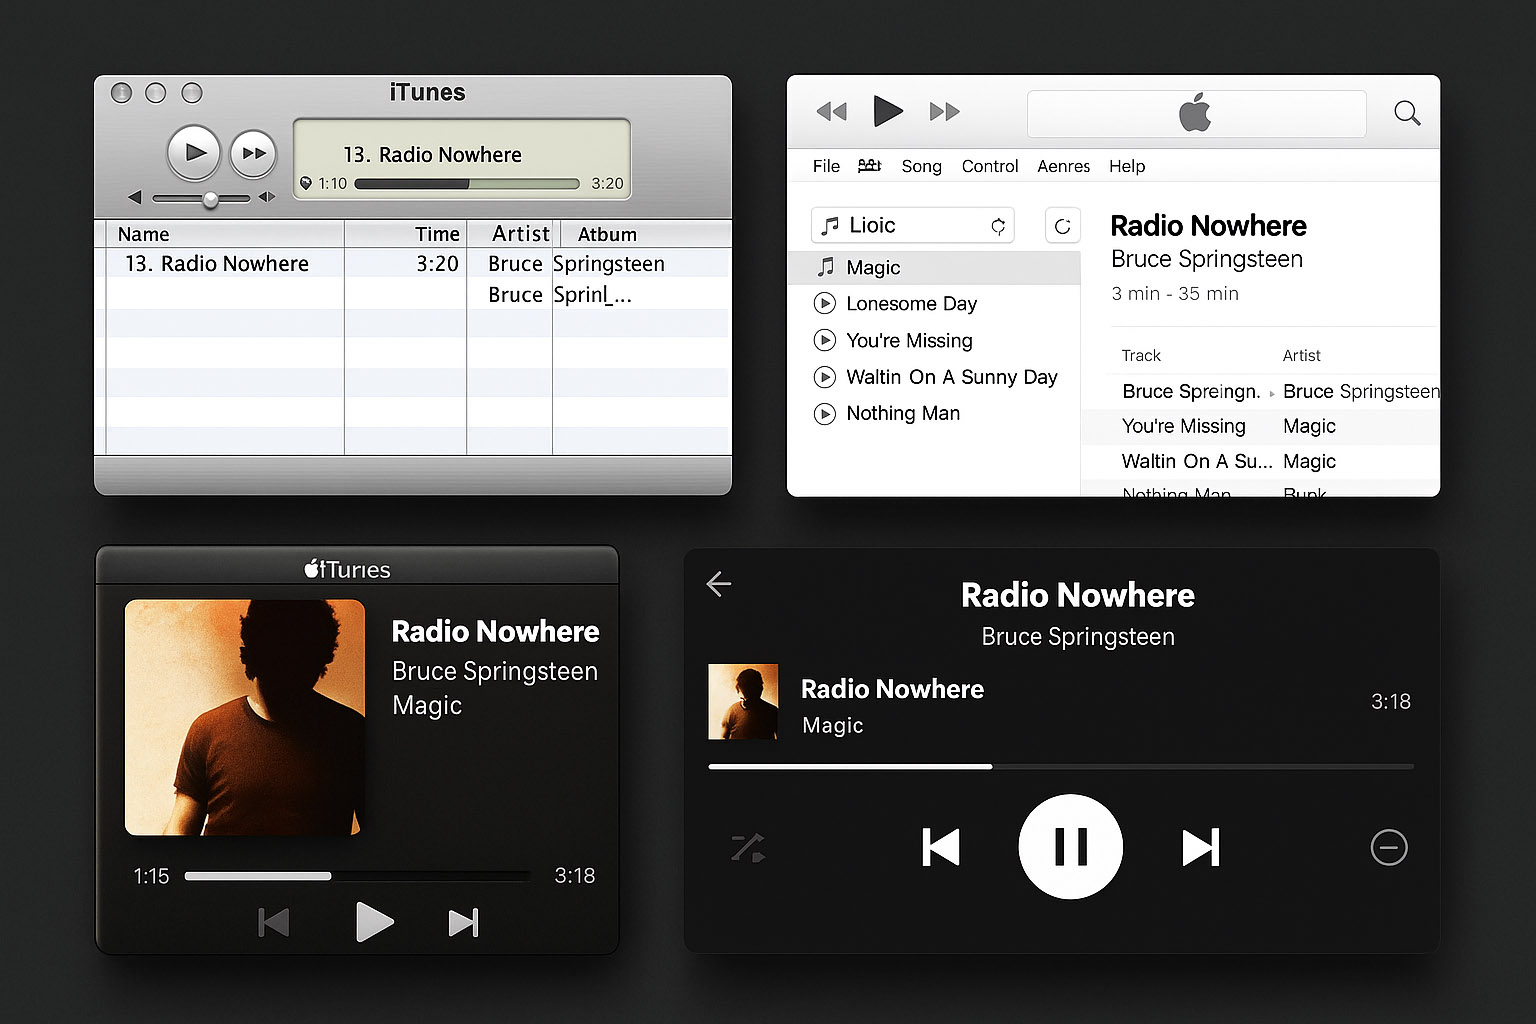 iTunes
13. Radio Nowhere
1:10 3:20
Name Time Artist Atbum
13. Radio Nowhere 3:20 Bruce Springsteen
Bruce Sprinl_...
File Song Control Aenres Help
Lioic
Magic
Lonesome Day
You're Missing
Waltin On A Sunny Day
Nothing Man
Radio Nowhere
Bruce Springsteen
3 min - 35 min
Track Artist
Bruce Spreingn. Bruce Springsteen
You're Missing Magic
Waltin On A Su... Magic
Nothing Man
iTTunes
Radio Nowhere
Bruce Springsteen
Magic
1:15 3:18
Radio Nowhere
Bruce Springsteen
Radio Nowhere
Magic
3:18